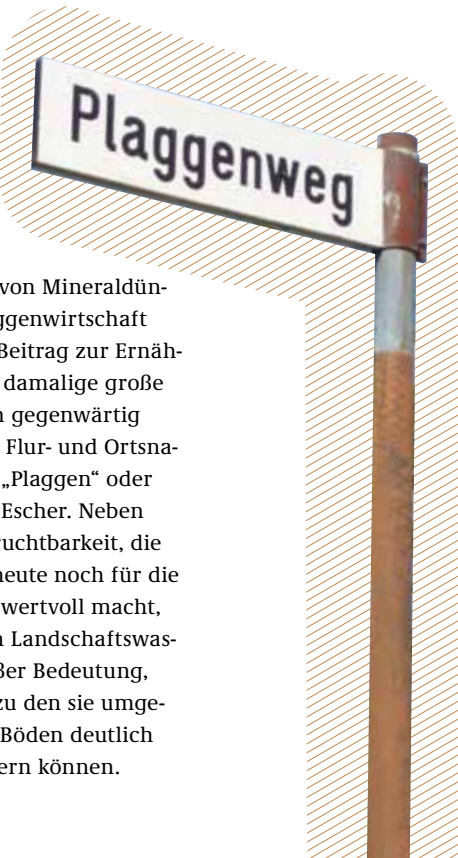 Plaggenweg
von Mineraldün-
ggenwirtschaft
Beitrag zur Ernäh-
damalige große
n gegenwärtig
Flur- und Ortsna-
„Plaggen“ oder
Escher. Neben
ruchtbarkeit, die
heute noch für die
wertvoll macht,
n Landschaftswas-
ßer Bedeutung,
zu den sie umge-
Böden deutlich
ern können.